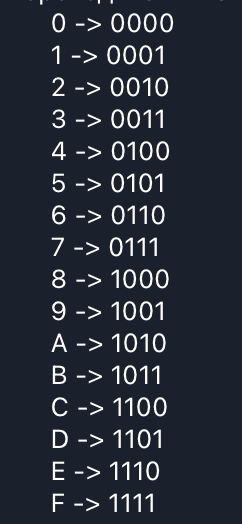 0 -> 0000
1 -> 0001
2 -> 0010
3 -> 0011
4 -> 0100
5 -> 0101
6 -> 0110
7 -> 0111
8 -> 1000
9 -> 1001
A -> 1010
B -> 1011
C -> 1100
D -> 1101
E -> 1110
F -> 1111